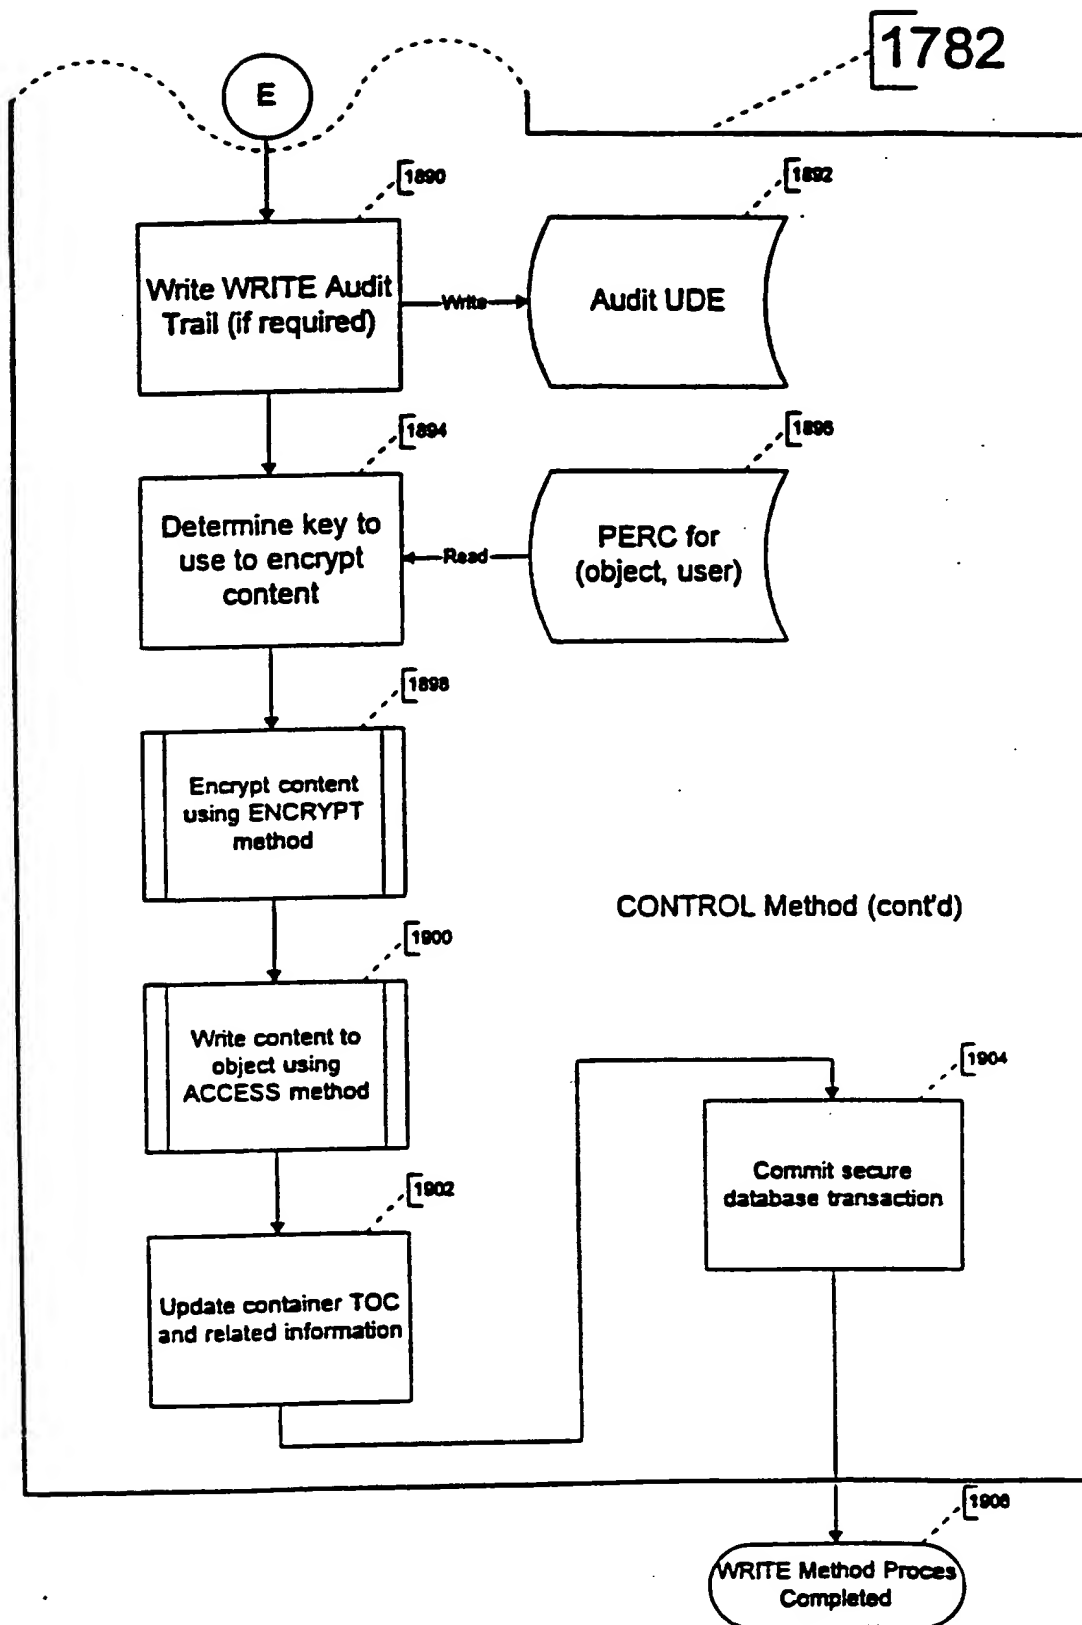 1782
E
1890
1892
Write WRITE Audit
Trail (if required)
Write
Audit UDE
1894
1896
Determine key to
use to encrypt
content
Read
PERC for
(object, user)
1898
Encrypt content
using ENCRYPT
method
CONTROL Method (cont'd)
1900
Write content to
object using
ACCESS method
1904
Commit secure
database transaction
1902
Update container TOC
and related information
1906
WRITE Method Proces
Completed